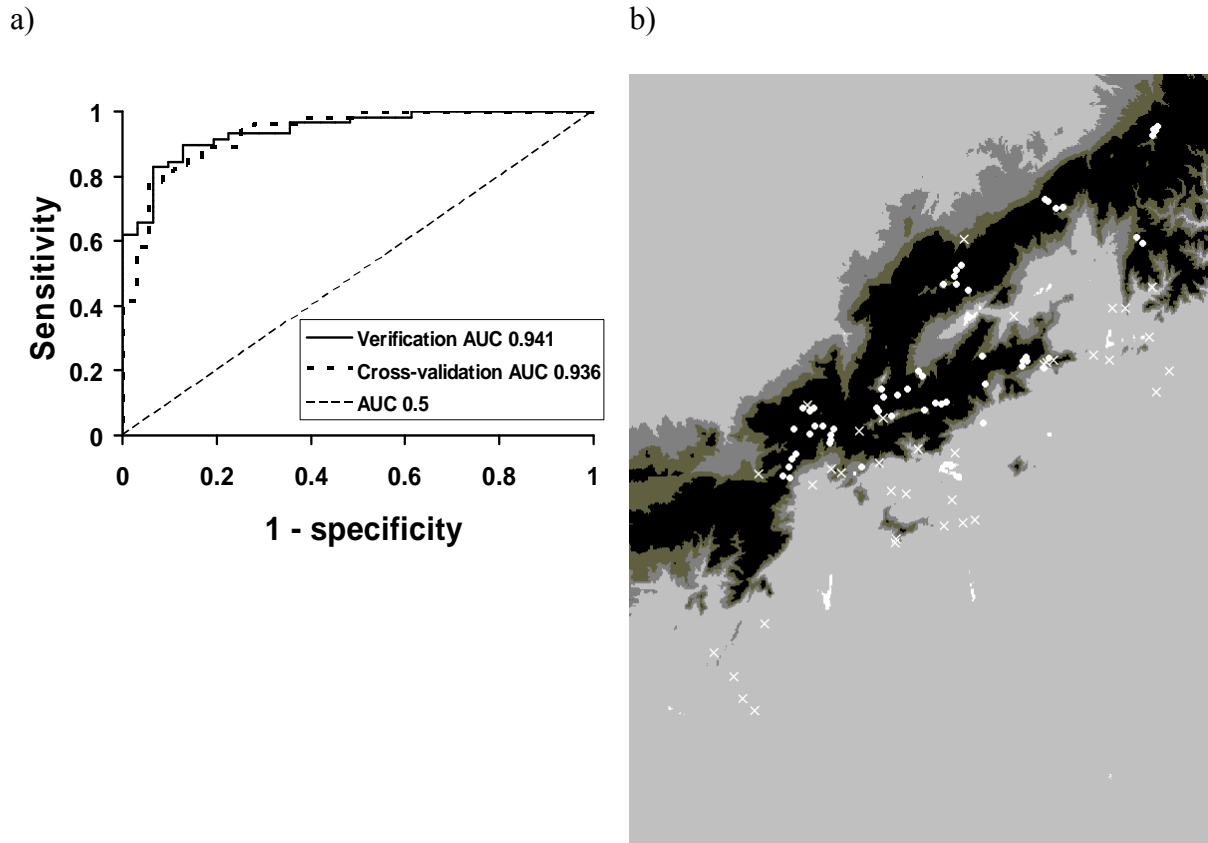 a)
b)
1
0.8
0.6
0.4
0.2
0
0
0.2
0.4
0.6
0.8
1
Sensitivity
1 - specificity
Verification AUC 0.941
Cross-validation AUC 0.936
AUC 0.5